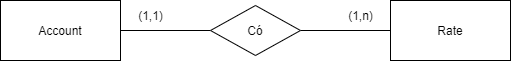 (1,1) (1,n)
Account Có Rate